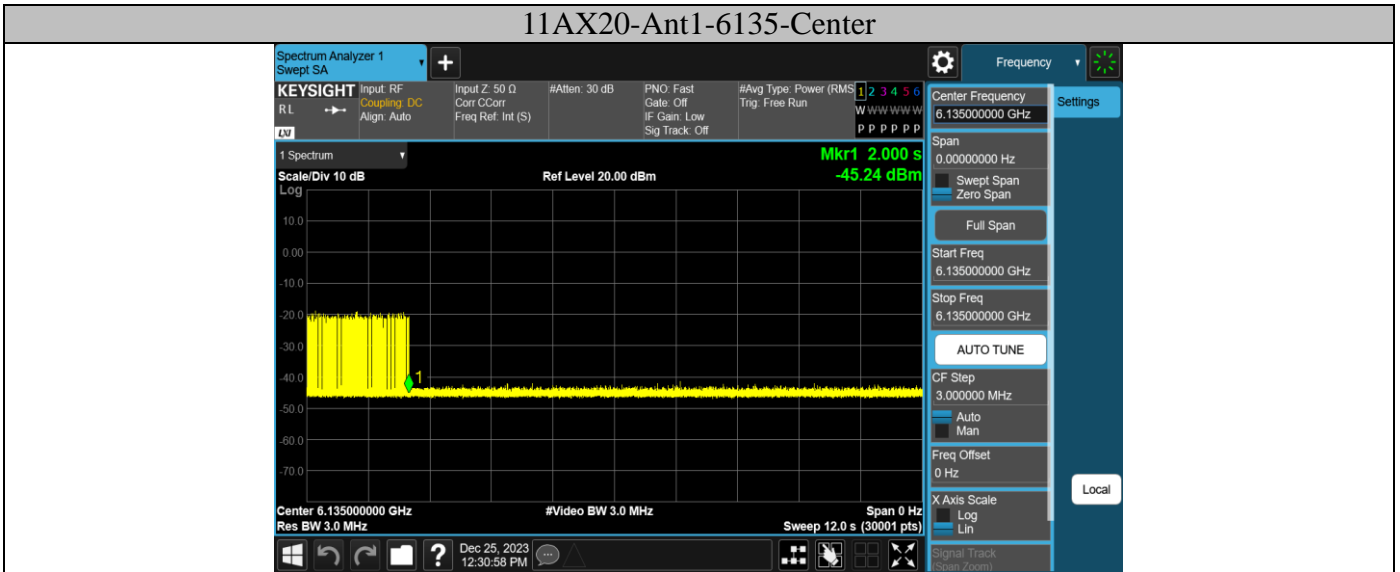 11AX20-Ant1-6135-Center
Spectrum Analyzer 1
Swept SA
+
Frequency
KEYSIGHT
RL
LXI
Input: RF
Coupling: DC
Align: Auto
Input Z: 50 Ω
Corr CCorr
Freq Ref: Int (S)
#Atten: 30 dB
PNO: Fast
Gate: Off
IF Gain: Low
Sig Track: Off
#Avg Type: Power (RMS
Trig: Free Run
1 2 3 4 5 6
W W W W W W
P P P P P P
1 Spectrum
Mkr1 2.000 s
Scale/Div 10 dB
Ref Level 20.00 dBm
-45.24 dBm
Log
10.0
0.00
-10.0
-20.0
-30.0
-40.0
-50.0
-60.0
-70.0
1
Center 6.135000000 GHz
#Video BW 3.0 MHz
Span 0 Hz
Res BW 3.0 MHz
Sweep 12.0 s (30001 pts)
Center Frequency
6.135000000 GHz
Settings
Span
0.00000000 Hz
Swept Span
Zero Span
Full Span
Start Freq
6.135000000 GHz
Stop Freq
6.135000000 GHz
AUTO TUNE
CF Step
3.000000 MHz
Auto
Man
Freq Offset
0 Hz
X Axis Scale
Log
Lin
Local
Signal Track
(Span Zoom)
?
Dec 25, 2023
12:30:58 PM